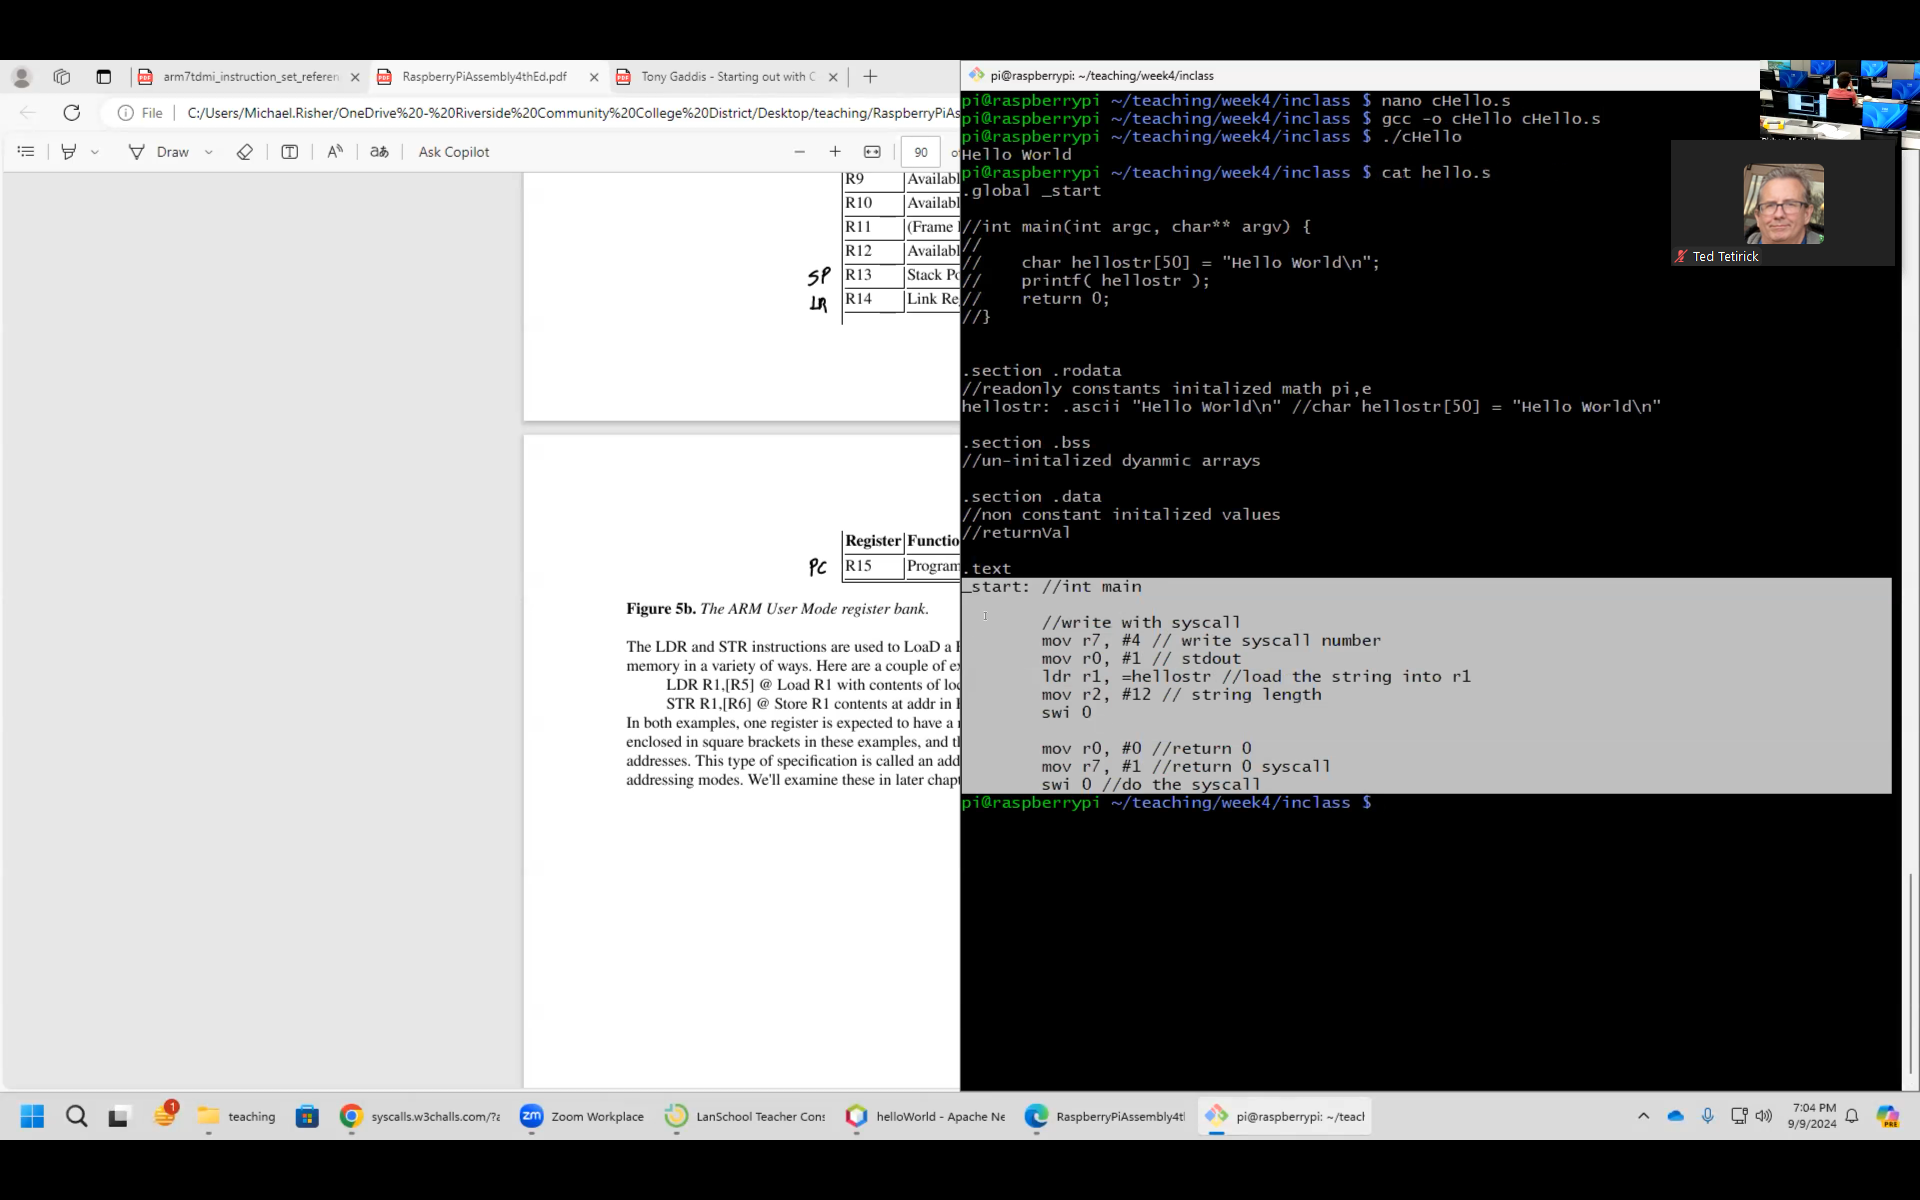 arm7tdmi_instruction_set_referen
RaspberryPiAssembly4thEd.pdf
Tony Gaddis - Starting out with C
File
C:/Users/Michael.Risher/OneDrive%20-%20Riverside%20Community%20College%20District/Desktop/teaching/RaspberryPiAs
Draw
Ask Copilot
90
R9 Availabl
R10 Availabl
R11 (Frame
R12 Availabl
SP R13 Stack Po
LR R14 Link Re
Register Functio
PC R15 Program
Figure 5b. The ARM User Mode register bank.
The LDR and STR instructions are used to LoaD a
memory in a variety of ways. Here are a couple of ex
LDR R1,[R5] @ Load R1 with contents of loc
STR R1,[R6] @ Store R1 contents at addr in
In both examples, one register is expected to have a
enclosed in square brackets in these examples, and
addresses. This type of specification is called an add
addressing modes. We'll examine these in later chapt
pi@raspberrypi: ~/teaching/week4/inclass
pi@raspberrypi ~/teaching/week4/inclass $ nano cHello.s
pi@raspberrypi ~/teaching/week4/inclass $ gcc -o cHello cHello.s
pi@raspberrypi ~/teaching/week4/inclass $ ./cHello
Hello World
pi@raspberrypi ~/teaching/week4/inclass $ cat hello.s
.global _start
//int main(int argc, char** argv) {
//
// char hellostr[50] = "Hello World\n";
// printf( hellostr );
// return 0;
//}
.section .rodata
//readonly constants initalized math pi,e
hellostr: .ascii "Hello World\n" //char hellostr[50] = "Hello World\n"
.section .bss
//un-initalized dyanmic arrays
.section .data
//non constant initalized values
//returnVal
.text
_start: //int main
//write with syscall
mov r7, #4 // write syscall number
mov r0, #1 // stdout
ldr r1, =hellostr //load the string into r1
mov r2, #12 // string length
swi 0
mov r0, #0 //return 0
mov r7, #1 //return 0 syscall
swi 0 //do the syscall
pi@raspberrypi ~/teaching/week4/inclass $
Ted Tetirick
1
teaching
syscalls.w3challs.com/?a
Zoom Workplace
LanSchool Teacher Cons
helloWorld - Apache Ne
RaspberryPiAssembly4t
pi@raspberrypi: ~/teach
7:04 PM
9/9/2024
PRE